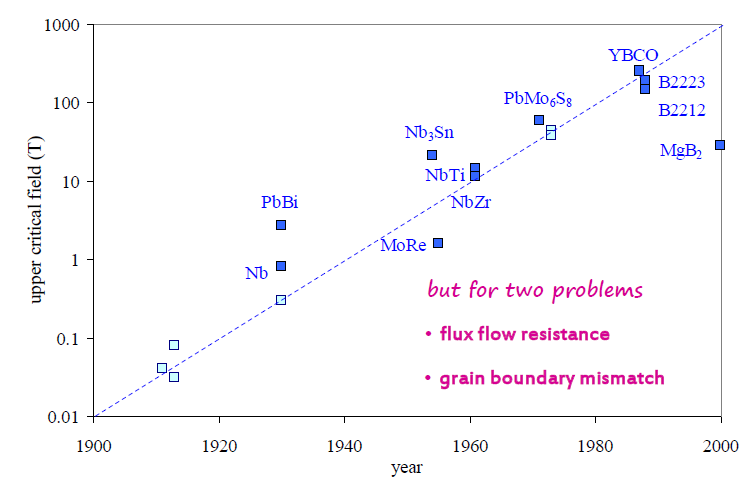 1000
100
10
1
0.1
0.01
upper critical field (T)
1900
1920
1940
1960
1980
2000
year
YBCO
B2223
B2212
PbMo₆S₈
MgB₂
Nb₃Sn
NbTi
NbZr
PbBi
Nb
MoRe
but for two problems
• flux flow resistance
• grain boundary mismatch